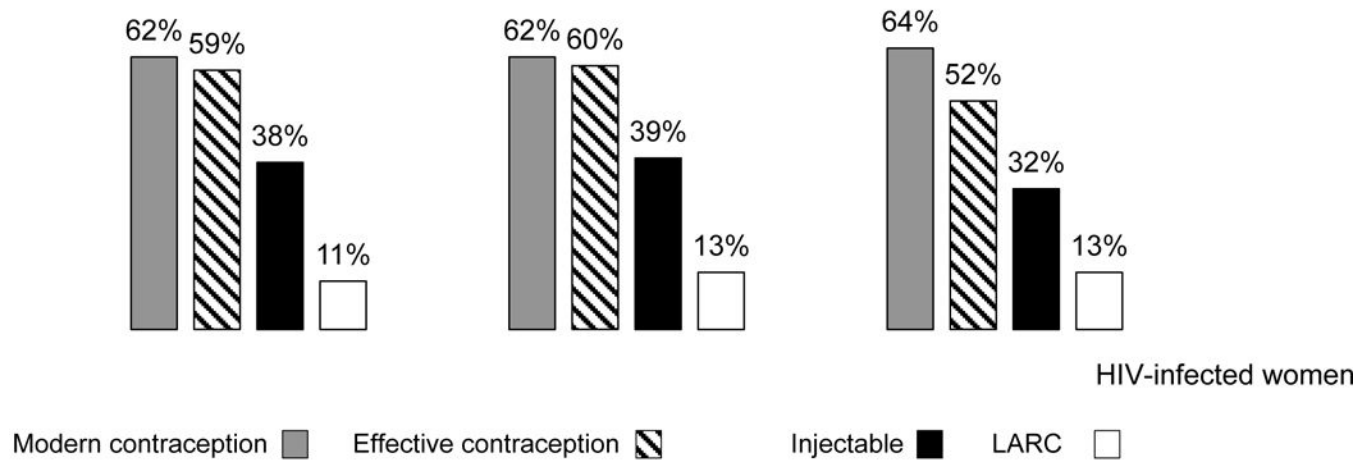 62% 59% 38% 11%
62% 60% 39% 13%
64% 52% 32% 13%
HIV-infected women
Modern contraception Effective contraception Injectable LARC